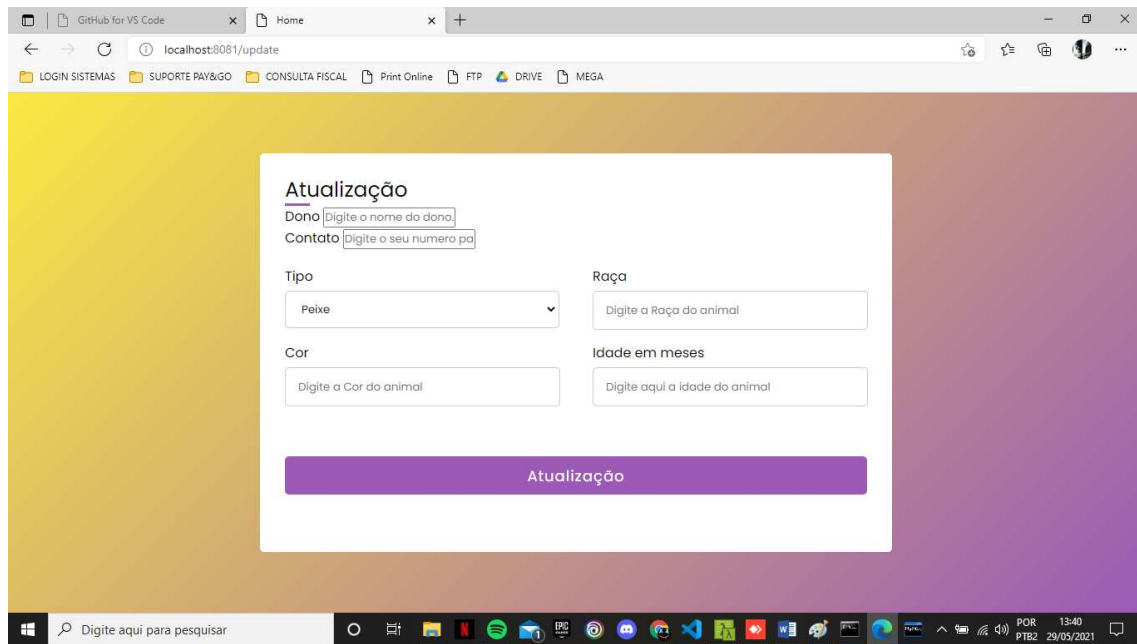 GitHub for VS Code
Home
localhost:8081/update
LOGIN SISTEMAS SUPORTE PAY&GO CONSULTA FISCAL Print Online FTP DRIVE MEGA
Atualização
Dono Digite o nome do dono.
Contato Digite o seu numero pa
Tipo Raça
Peixe Digite a Raça do animal
Cor Idade em meses
Digite a Cor do animal Digite aqui a idade do animal
Atualização
Digite aqui para pesquisar
EPIC
1
POR 13:40
PTB2 29/05/2021